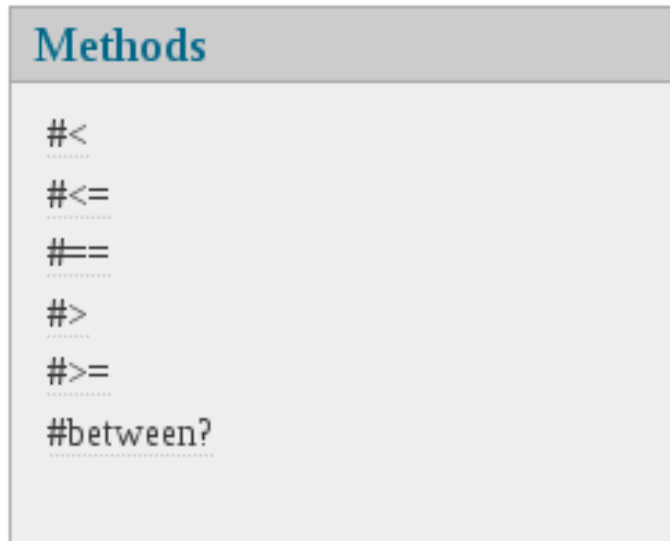 Methods
#<
#<=
#==
#>
#>=
#between?